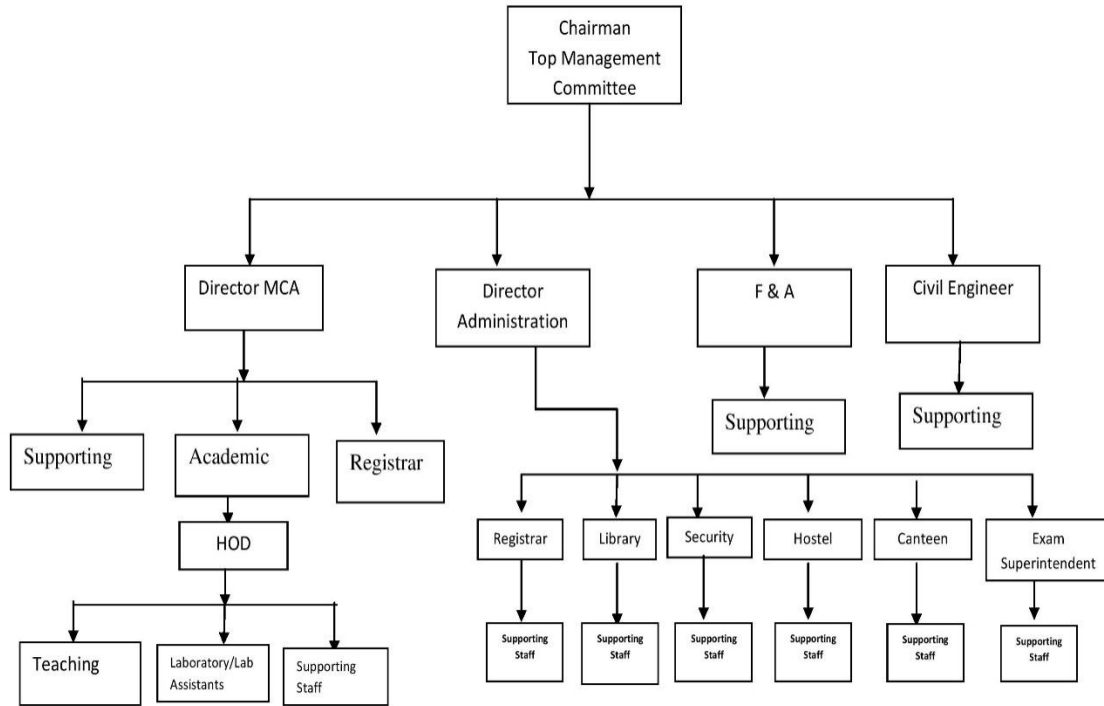 Chairman
Top Management
Committee
Director MCA
Director
Administration
F & A
Civil Engineer
Supporting
Academic
Registrar
Supporting
Supporting
HOD
Teaching
Laboratory/Lab
Assistants
Supporting
Staff
Registrar
Library
Security
Hostel
Canteen
Exam
Superintendent
Supporting
Staff
Supporting
Staff
Supporting
Staff
Supporting
Staff
Supporting
Staff
Supporting
Staff